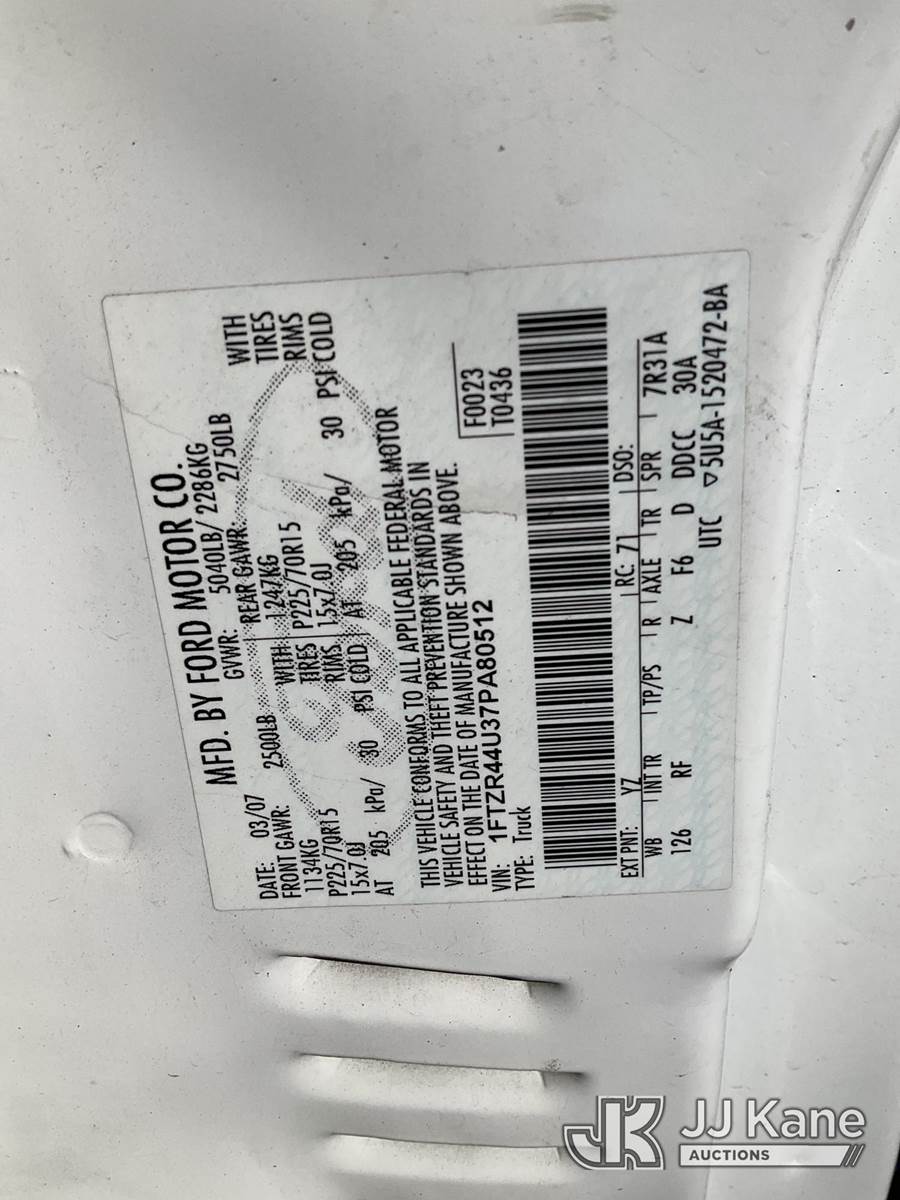 MFD. BY FORD MOTOR CO.
DATE: 03/07 GVWR: 5040LB/ 2286KG
FRONT GAWR: 2500LB REAR GAWR: 2750LB
1134KG WITH 1247KG WITH
P225/70R15 TIRES P225/70R15 TIRES
15x7.0J RIMS 15x7.0J RIMS
AT 205 kPa/ 30 PSI COLD AT 205 kPa/ 30 PSI COLD
THIS VEHICLE CONFORMS TO ALL APPLICABLE FEDERAL MOTOR
VEHICLE SAFETY AND THEFT PREVENTION STANDARDS IN
EFFECT ON THE DATE OF MANUFACTURE SHOWN ABOVE.
VIN: 1FTZR44U37PA80512 F0023
TYPE: Truck T0436
EXT PNT: YZ RC: 71 DSO:
WB INT TR TP/PS R AXLE TR SPR 7R31A
126 RF Z F6 D DDCC 30A
UTC ▽5U5A-1520472-BA
JK JJ Kane
AUCTIONS